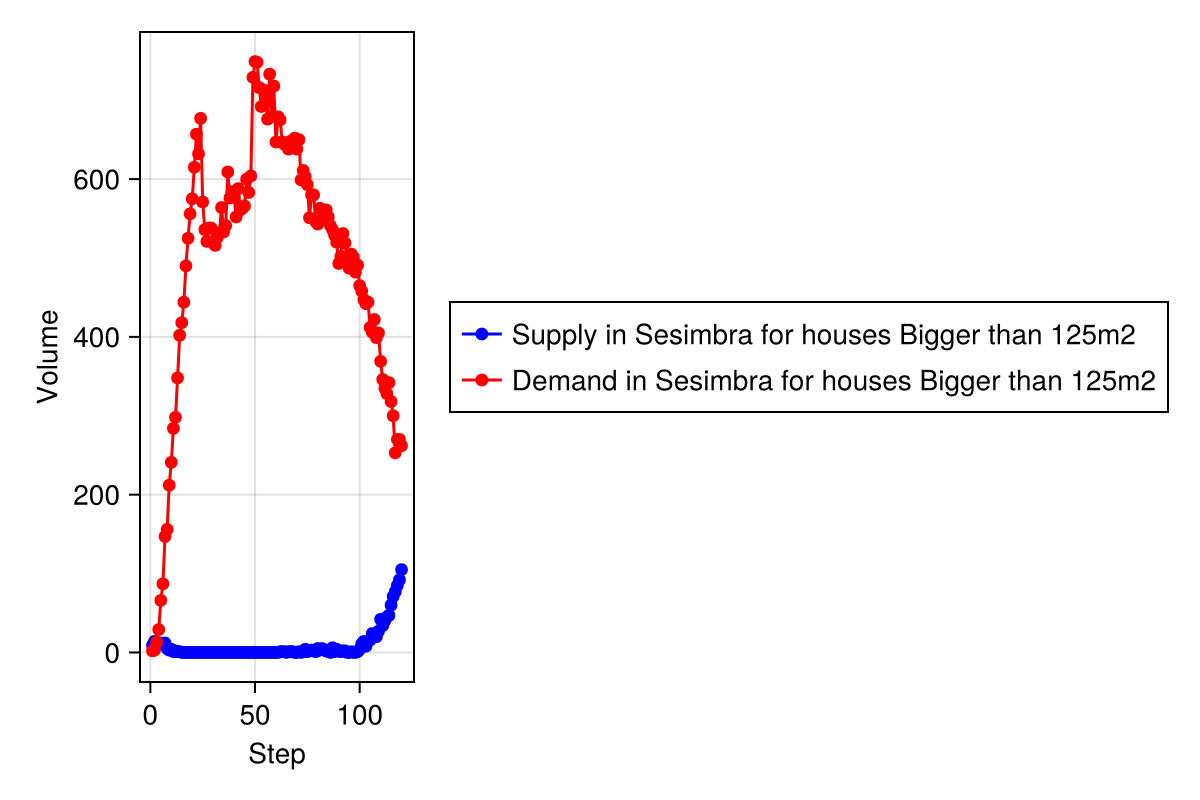 Volume
600
400
200
0
0 50 100
Step
Supply in Sesimbra for houses Bigger than 125m2
Demand in Sesimbra for houses Bigger than 125m2